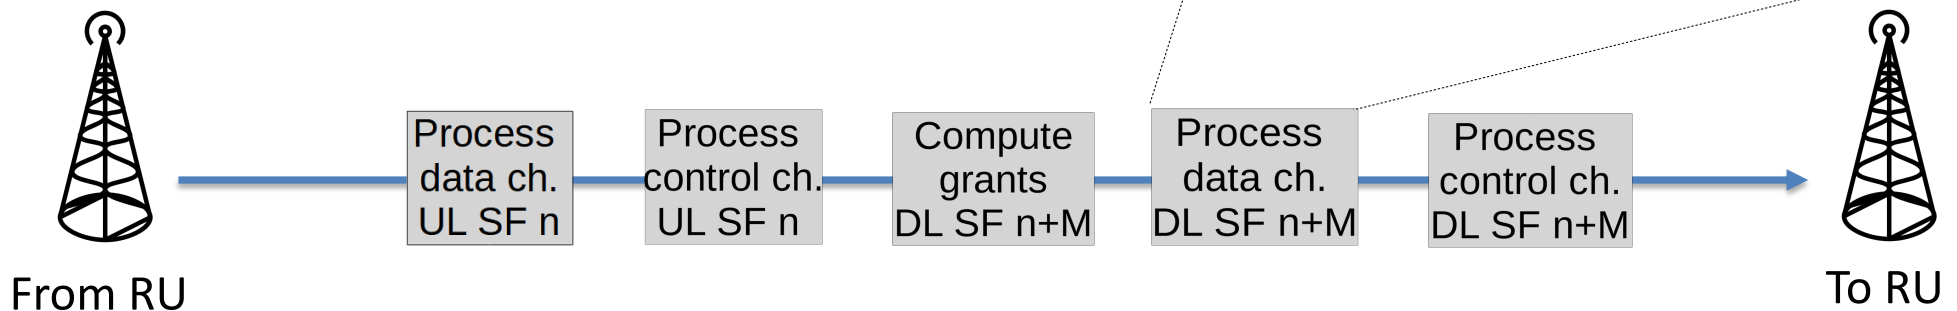 Process
data ch.
UL SF n
Process
control ch.
UL SF n
Compute
grants
DL SF n+M
Process
data ch.
DL SF n+M
Process
control ch.
DL SF n+M
From RU
To RU